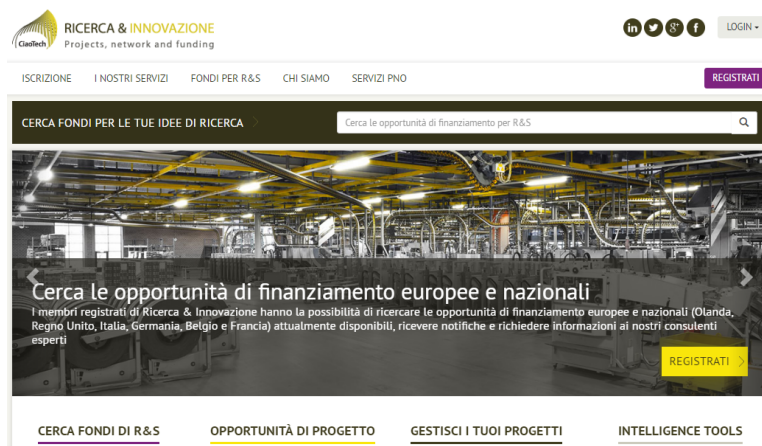 CiaoTech
RICERCA & INNOVAZIONE
Projects, network and funding
LOGIN
ISCRIZIONE I NOSTRI SERVIZI FONDI PER R&S CHI SIAMO SERVIZI PNO REGISTRATI
CERCA FONDI PER LE TUE IDEE DI RICERCA Cerca le opportunità di finanziamento per R&S
Cerca le opportunità di finanziamento europee e nazionali
I membri registrati di Ricerca & Innovazione hanno la possibilità di ricercare le opportunità di finanziamento europee e nazionali (Olanda,
Regno Unito, Italia, Germania, Belgio e Francia) attualmente disponibili, ricevere notifiche e richiedere informazioni ai nostri consulenti
esperti
REGISTRATI
CERCA FONDI DI R&S OPPORTUNITÀ DI PROGETTO GESTISCI I TUOI PROGETTI INTELLIGENCE TOOLS